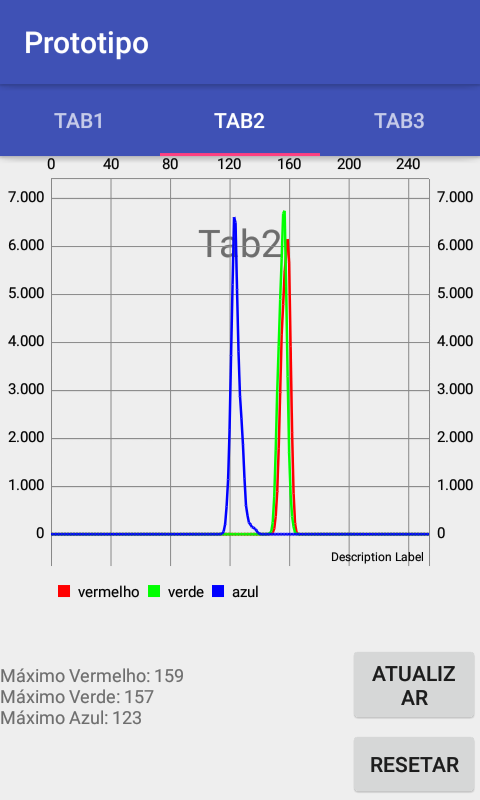 Prototipo
TAB1 TAB2 TAB3
0 40 80 120 160 200 240
7.000 7.000
Tab2
6.000 6.000
5.000 5.000
4.000 4.000
3.000 3.000
2.000 2.000
1.000 1.000
0 0
Description Label
vermelho verde azul
Máximo Vermelho: 159
Máximo Verde: 157
Máximo Azul: 123
ATUALIZ
AR
RESETAR